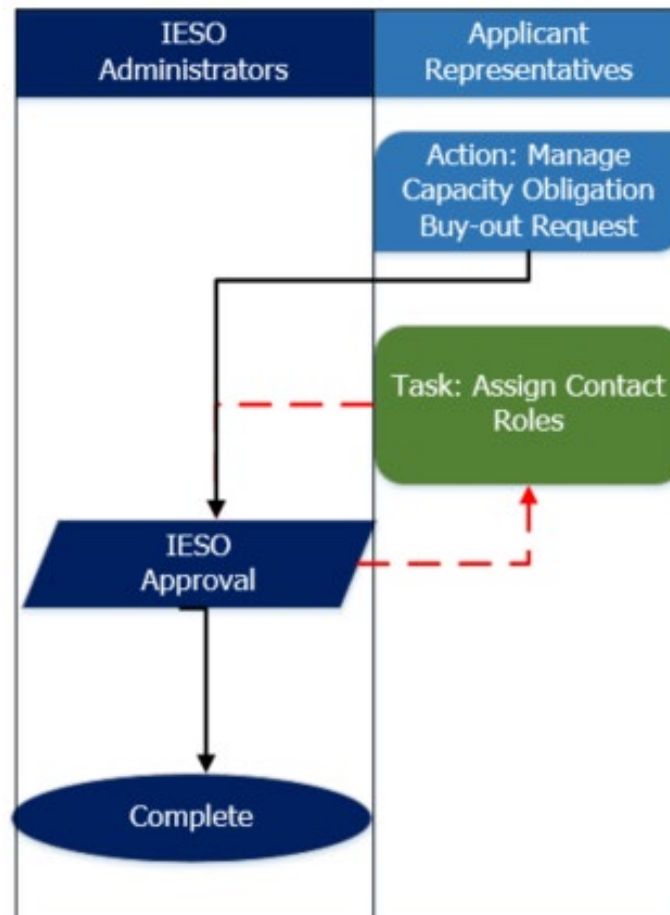 IESO
Administrators
Applicant
Representatives
Action: Manage
Capacity Obligation
Buy-out Request
Task: Assign Contact
Roles
IESO
Approval
Complete